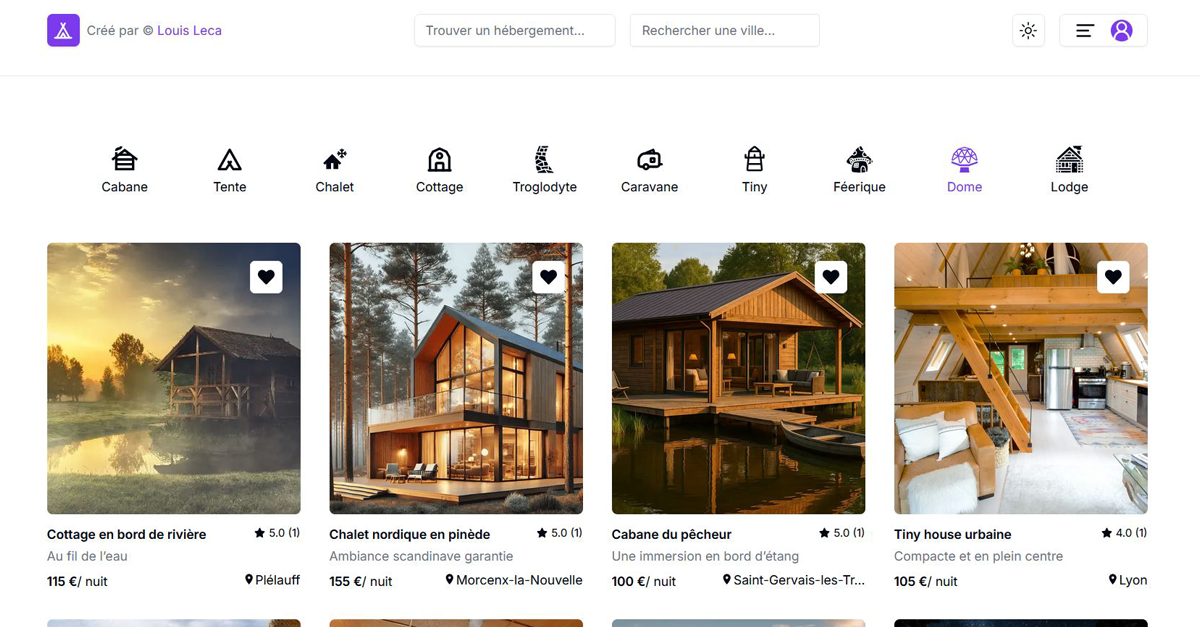 Créé par © Louis Leca
Trouver un hébergement...
Rechercher une ville...
Cabane
Tente
Chalet
Cottage
Troglodyte
Caravane
Tiny
Féerique
Dome
Lodge
Cottage en bord de rivière
5.0 (1)
Au fil de l’eau
115 €/ nuit
Plélauff
Chalet nordique en pinède
5.0 (1)
Ambiance scandinave garantie
155 €/ nuit
Morcenx-la-Nouvelle
Cabane du pêcheur
5.0 (1)
Une immersion en bord d’étang
100 €/ nuit
Saint-Gervais-les-Tr...
Tiny house urbaine
4.0 (1)
Compacte et en plein centre
105 €/ nuit
Lyon